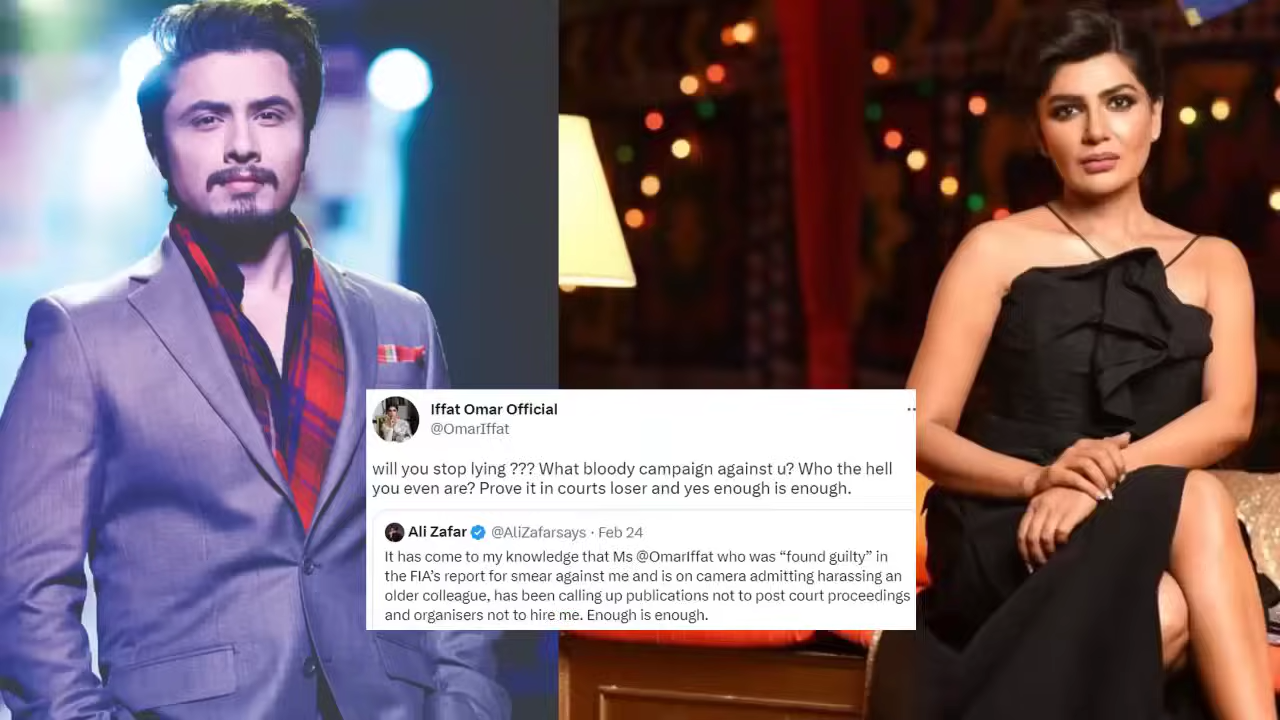 Iffat Omar Official
@OmarIffat
will you stop lying ??? What bloody campaign against u? Who the hell
you even are? Prove it in courts loser and yes enough is enough.
Ali Zafar @AliZafarsays · Feb 24
It has come to my knowledge that Ms @OmarIffat who was “found guilty” in
the FIA’s report for smear against me and is on camera admitting harassing an
older colleague, has been calling up publications not to post court proceedings
and organisers not to hire me. Enough is enough.